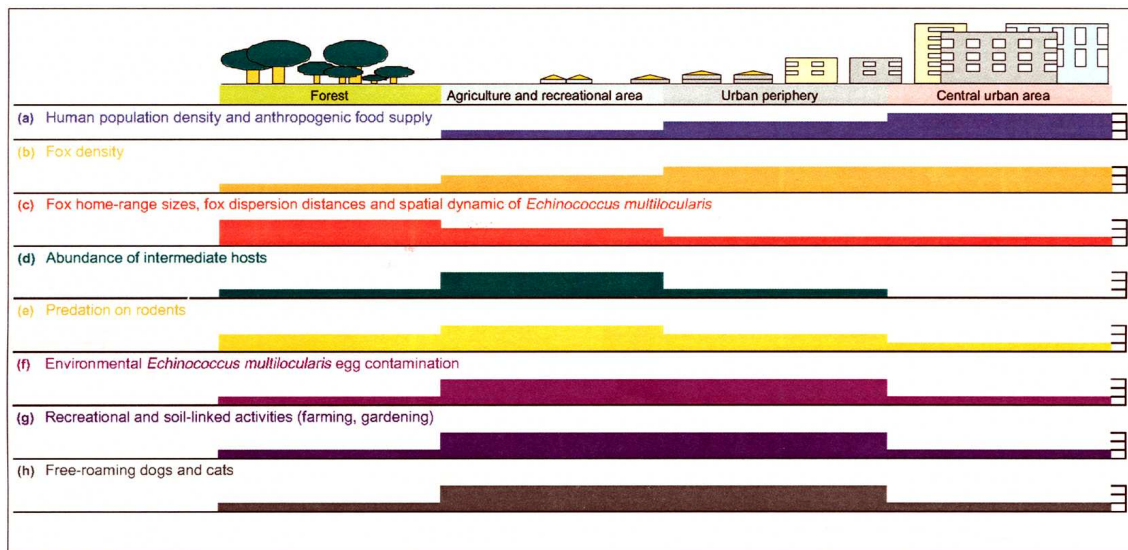 Forest Agriculture and recreational area Urban periphery Central urban area
(a) Human population density and anthropogenic food supply
(b) Fox density
(c) Fox home-range sizes, fox dispersion distances and spatial dynamic of Echinococcus multilocularis
(d) Abundance of intermediate hosts
(e) Predation on rodents
(f) Environmental Echinococcus multilocularis egg contamination
(g) Recreational and soil-linked activities (farming, gardening)
(h) Free-roaming dogs and cats